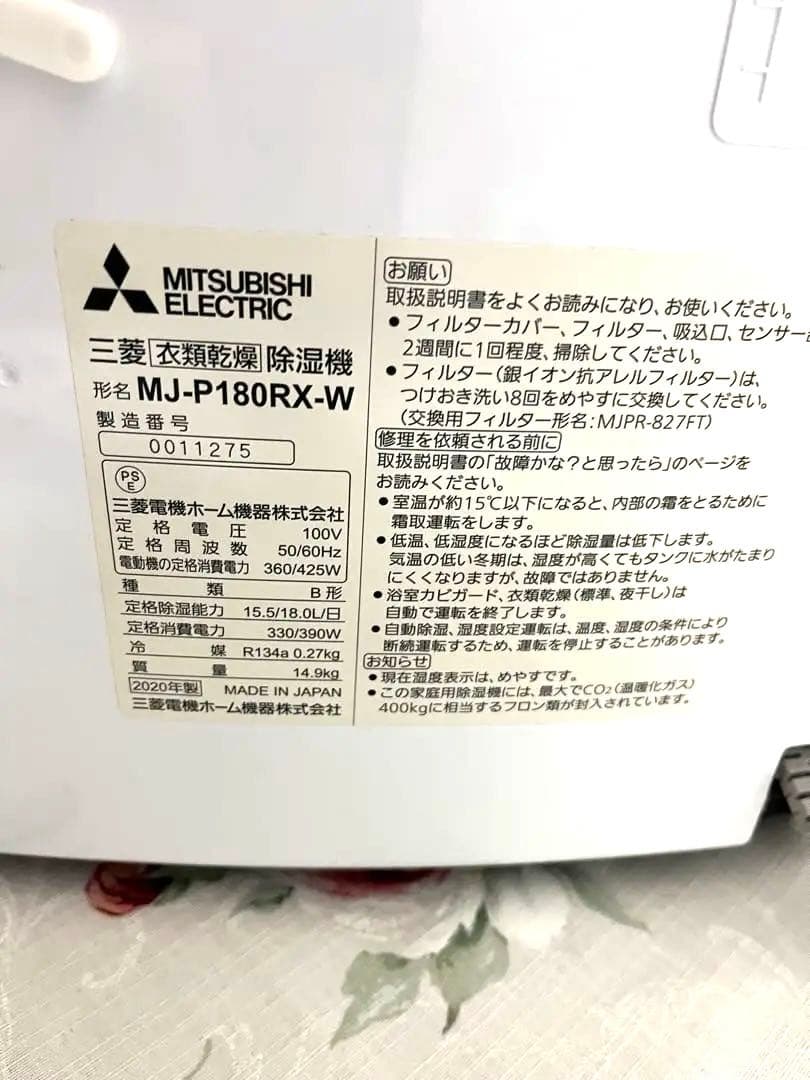 MITSUBISHI
ELECTRIC
三菱 衣類乾燥 除湿機
形名 MJ-P180RX-W
製造番号
0011275
PS
E
三菱電機ホーム機器株式会社
定格電圧 100V
定格周波数 50/60Hz
電動機の定格消費電力 360/425W
種類 B形
定格除湿能力 15.5/18.0L/日
定格消費電力 330/390W
冷媒 R134a 0.27kg
質量 14.9kg
2020年製 MADE IN JAPAN
三菱電機ホーム機器株式会社
お願い
取扱説明書をよくお読みになり、お使いください。
●フィルターカバー、フィルター、吸込口、センサー
2週間に1回程度、掃除してください。
●フィルター(銀イオン抗アレルフィルター)は、
つけおき洗い8回をめやすに交換してください。
(交換用フィルター形名:MJPR-827FT)
修理を依頼される前に
取扱説明書の「故障かな?と思ったら」のページを
お読みください。
●室温が約15℃以下になると、内部の霜をとるために
霜取運転をします。
●低温、低湿度になるほど除湿量は低下します。
気温の低い冬期は、湿度が高くてもタンクに水がたまり
にくくなりますが、故障ではありません。
●浴室カビガード、衣類乾燥(標準、夜干し)は
自動で運転を終了します。
●自動除湿、湿度設定運転は、温度、湿度の条件により
断続運転するため、運転を停止することがあります。
お知らせ
●現在湿度表示は、めやすです。
●この家庭用除湿機には、最大でCO₂(温暖化ガス)
400kgに相当するフロン類が封入されています。